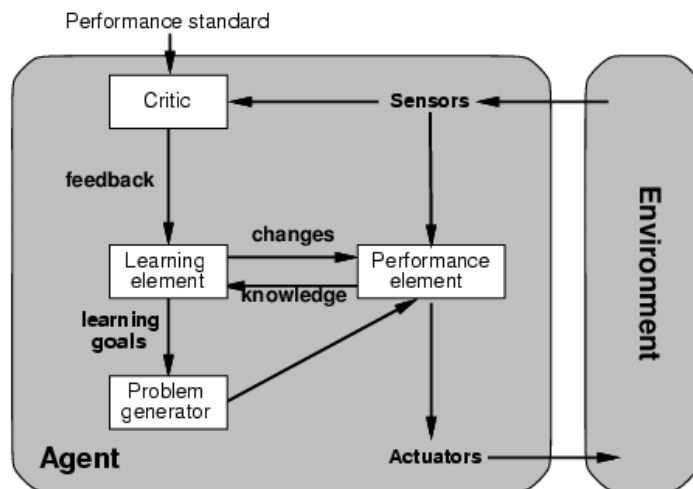 Performance standard
Critic
Sensors
feedback
changes
Learning
element
Performance
element
knowledge
learning
goals
Problem
generator
Agent
Actuators
Environment